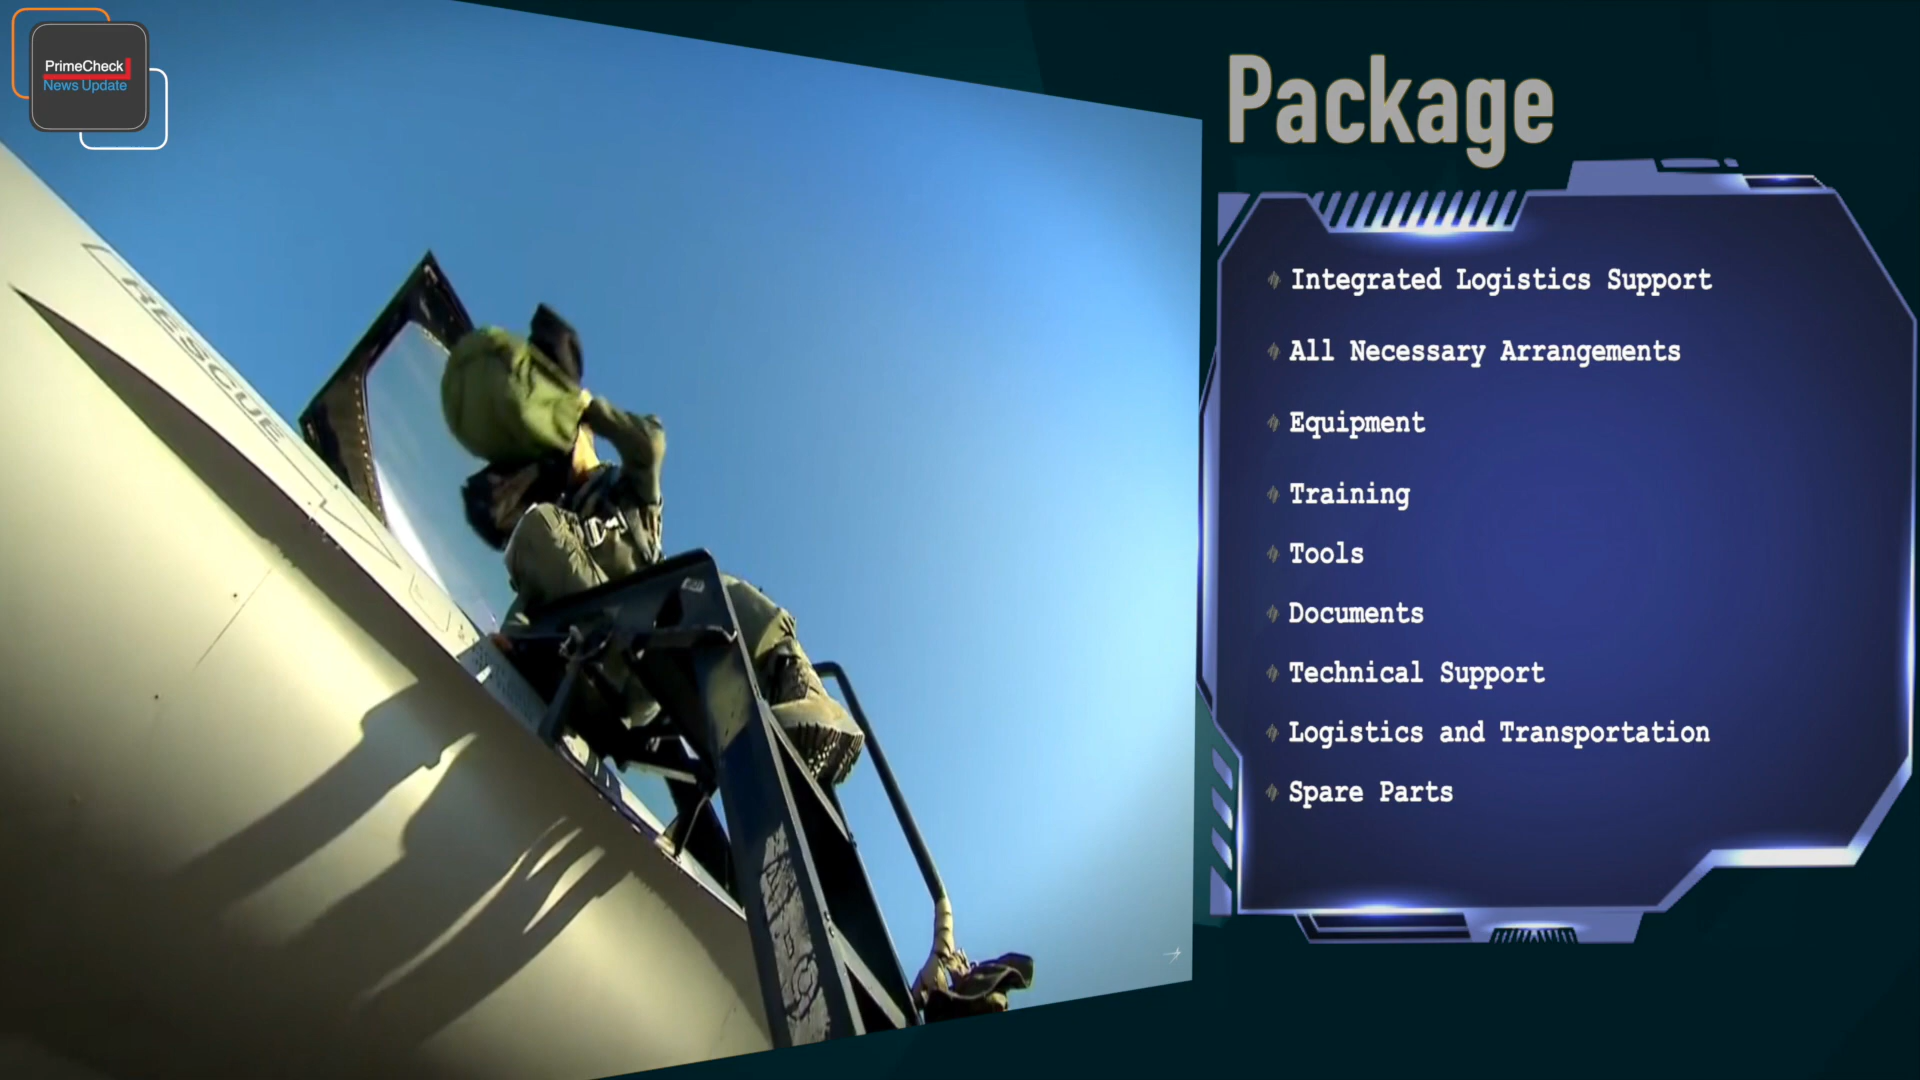 PrimeCheck
News Update
Package
Integrated Logistics Support
All Necessary Arrangements
Equipment
Training
Tools
Documents
Technical Support
Logistics and Transportation
Spare Parts
RESCUE